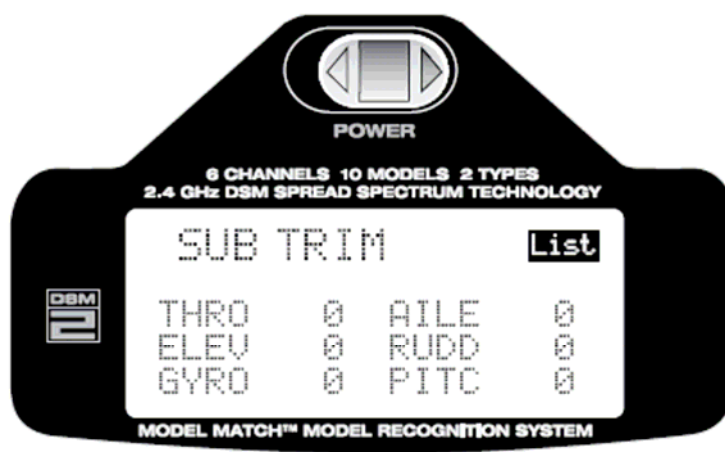 POWER
6 CHANNELS 10 MODELS 2 TYPES
2.4 GHz DSM SPREAD SPECTRUM TECHNOLOGY
SUB TRIM List
DSM
2
THRO 0 AILE 0
ELEV 0 RUDD 0
GYRO 0 PITC 0
MODEL MATCH™ MODEL RECOGNITION SYSTEM